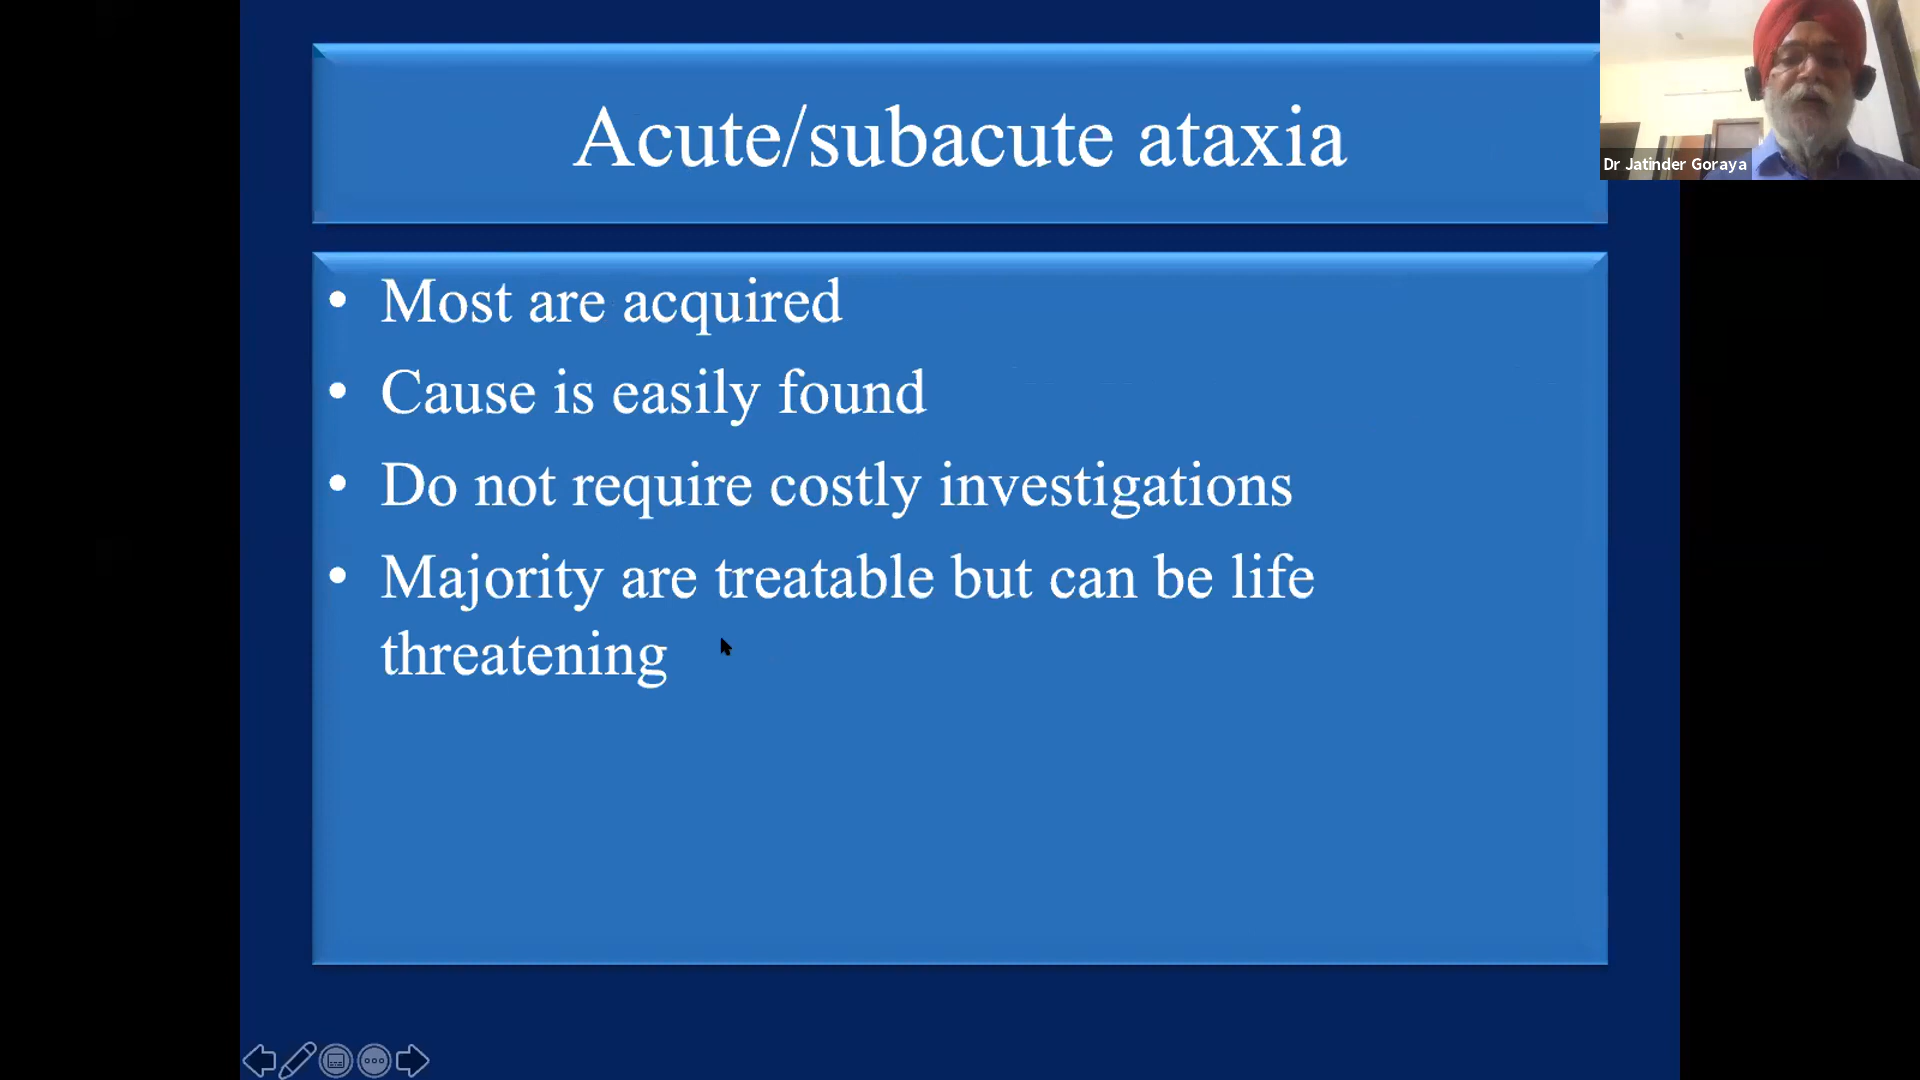 Acute/subacute ataxia
Dr Jatinder Goraya
• Most are acquired
• Cause is easily found
• Do not require costly investigations
• Majority are treatable but can be life
threatening